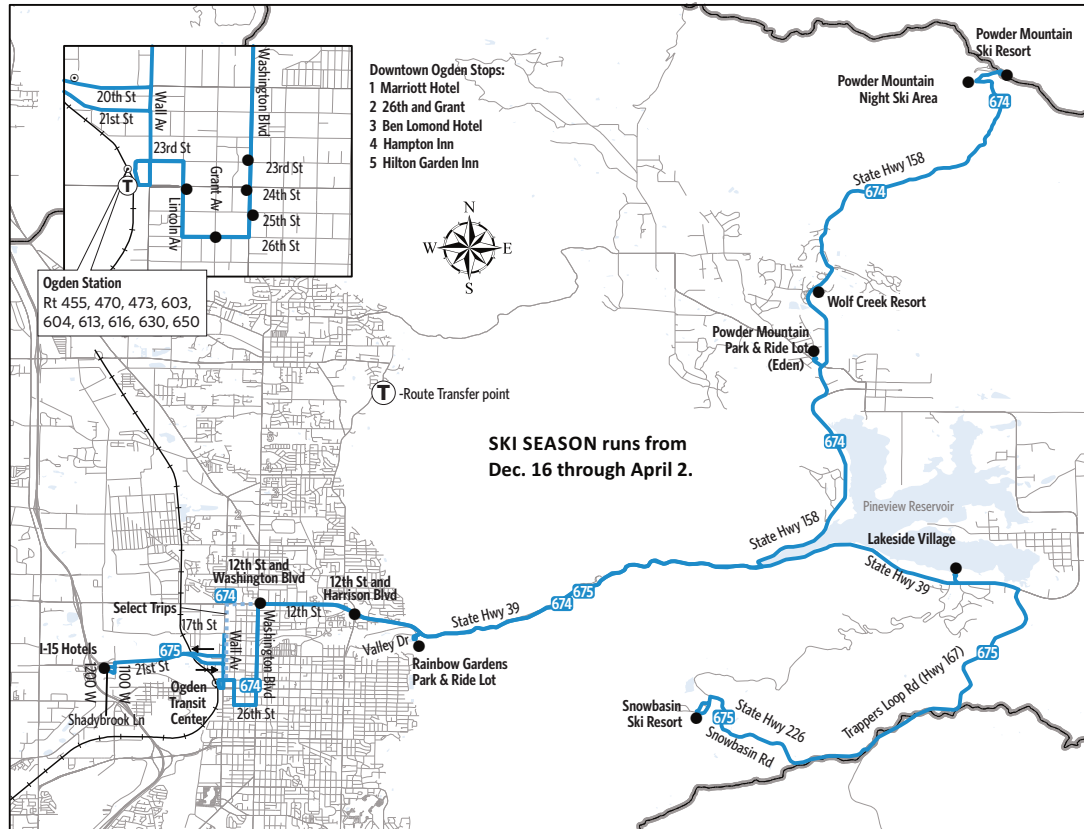 Powder Mountain
Ski Resort
Powder Mountain
Night Ski Area
674
State Hwy 158
674
Downtown Ogden Stops:
1 Marriott Hotel
2 26th and Grant
3 Ben Lomond Hotel
4 Hampton Inn
5 Hilton Garden Inn
Washington Blvd
20th St
21st St
Wall Av
23rd St
23rd St
T
Grant Av
24th St
Lincoln Av
25th St
26th St
N
W
E
S
Ogden Station
Rt 455, 470, 473, 603,
604, 613, 616, 630, 650
Wolf Creek Resort
Powder Mountain
Park & Ride Lot
(Eden)
T -Route Transfer point
SKI SEASON runs from
Dec. 16 through April 2.
674
Pineview Reservoir
State Hwy 158
Lakeside Village
State Hwy 39
12th St and
Washington Blvd
12th St and
Harrison Blvd
674
675
674
State Hwy 39
Select Trips
12th St
17th St
Valley Dr
Wall Av
Washington Blvd
I-15 Hotels
675
21st St
1200 W
1100 W
Rainbow Gardens
Park & Ride Lot
674
Ogden
Transit
Center
26th St
Shadybrook Ln
675
Trappers Loop Rd (Hwy 167)
Snowbasin
Ski Resort
675
State Hwy 226
Snowbasin Rd